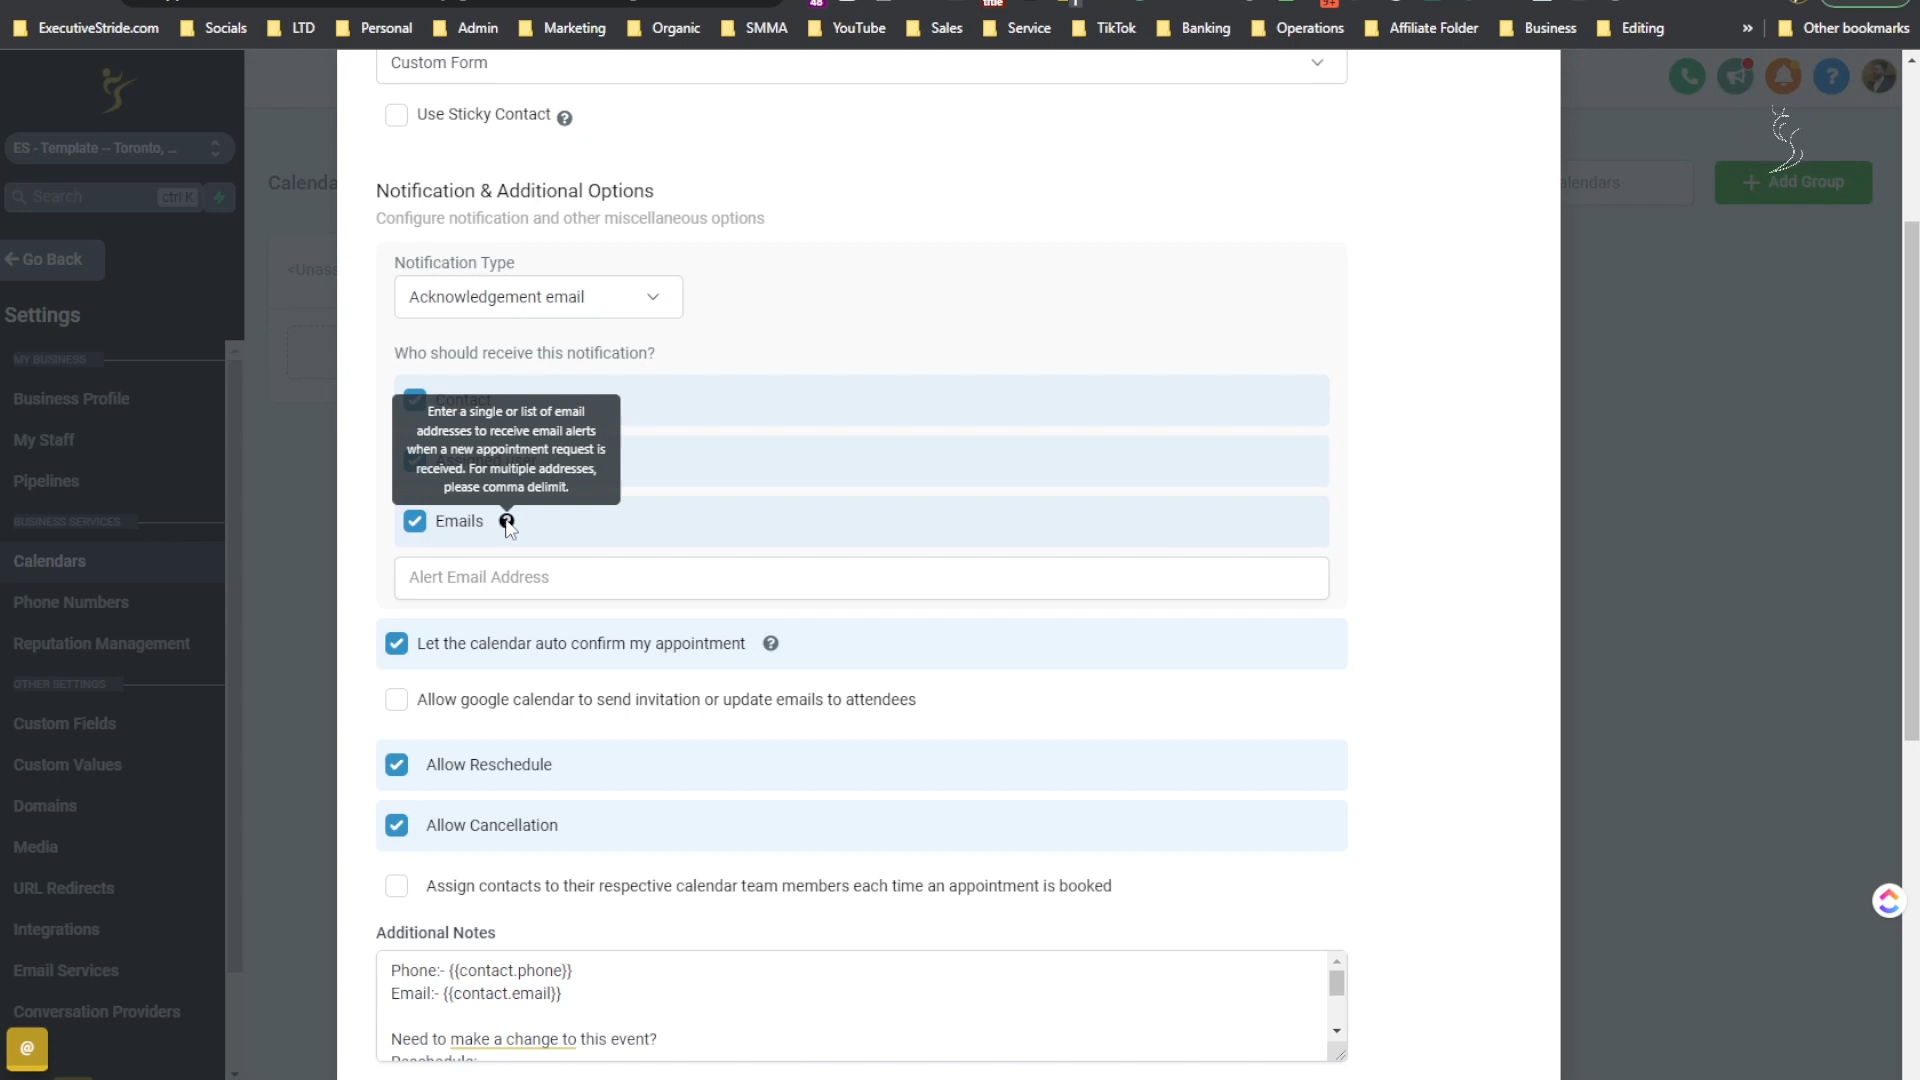 48
9+
ExecutiveStride.com
Socials
LTD
Personal
Admin
Marketing
Organic
SMMA
YouTube
Sales
Service
TikTok
Banking
Operations
Affiliate Folder
Business
Editing
»
Other bookmarks
Custom Form
Use Sticky Contact
ES - Template -- Toronto, ...
Search
ctrl K
Go Back
Settings
MY BUSINESS
Business Profile
My Staff
Pipelines
BUSINESS SERVICES
Calendars
Phone Numbers
Reputation Management
OTHER SETTINGS
Custom Fields
Custom Values
Domains
Media
URL Redirects
Integrations
Email Services
Conversation Providers
@
Calenda
<Unass
alendars
+ Add Group
Notification & Additional Options
Configure notification and other miscellaneous options
Notification Type
Acknowledgement email
Who should receive this notification?
Contact
Enter a single or list of email
addresses to receive email alerts
when a new appointment request is
received. For multiple addresses,
please comma delimit.
Emails
Alert Email Address
Let the calendar auto confirm my appointment
Allow google calendar to send invitation or update emails to attendees
Allow Reschedule
Allow Cancellation
Assign contacts to their respective calendar team members each time an appointment is booked
Additional Notes
Phone:- {{contact.phone}}
Email:- {{contact.email}}
Need to make a change to this event?
Reschedule:-